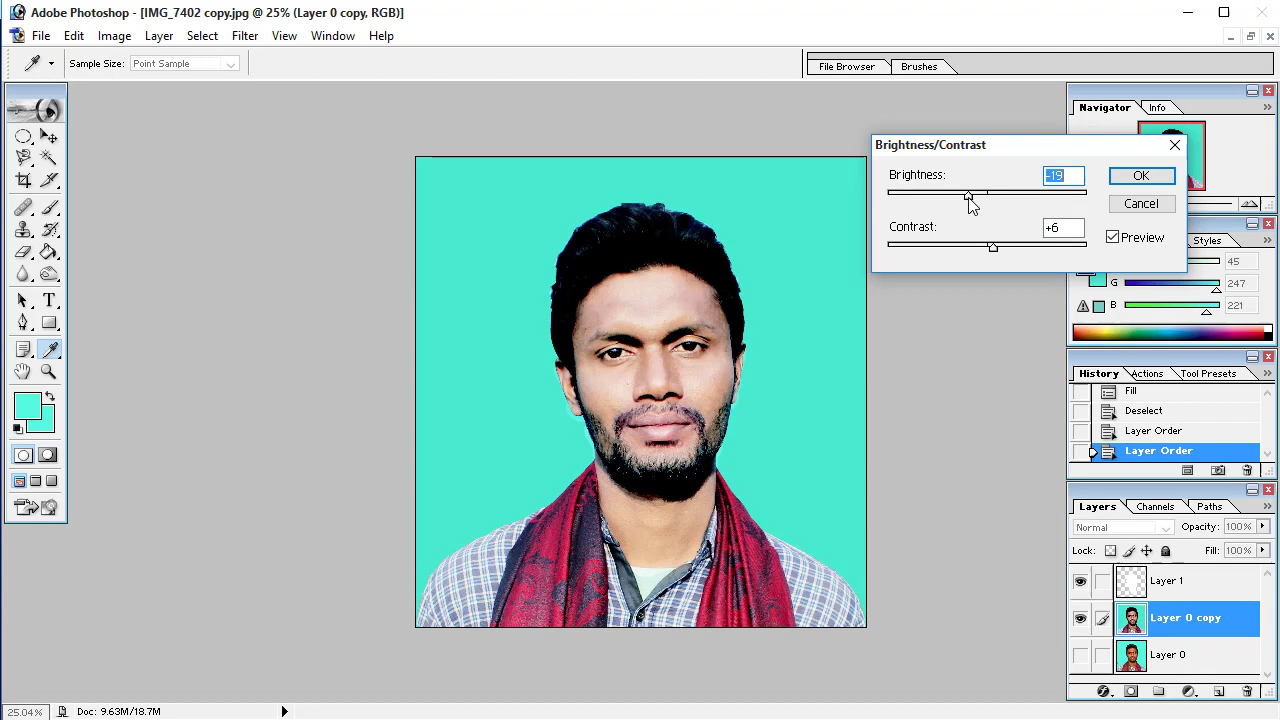 Adobe Photoshop - [IMG_7402 copy.jpg @ 25% (Layer 0 copy, RGB)]
File Edit Image Layer Select Filter View Window Help
Sample Size: Point Sample
File Browser Brushes
Navigator Info
Brightness/Contrast
Brightness: -19 OK
Cancel
Contrast: +6
Preview
Styles
45
G 247
B 221
History Actions Tool Presets
Fill
Deselect
Layer Order
Layer Order
Layers Channels Paths
Normal Opacity: 100%
Lock: Fill: 100%
Layer 1
Layer 0 copy
Layer 0
25.04% Doc: 9.63M/18.7M